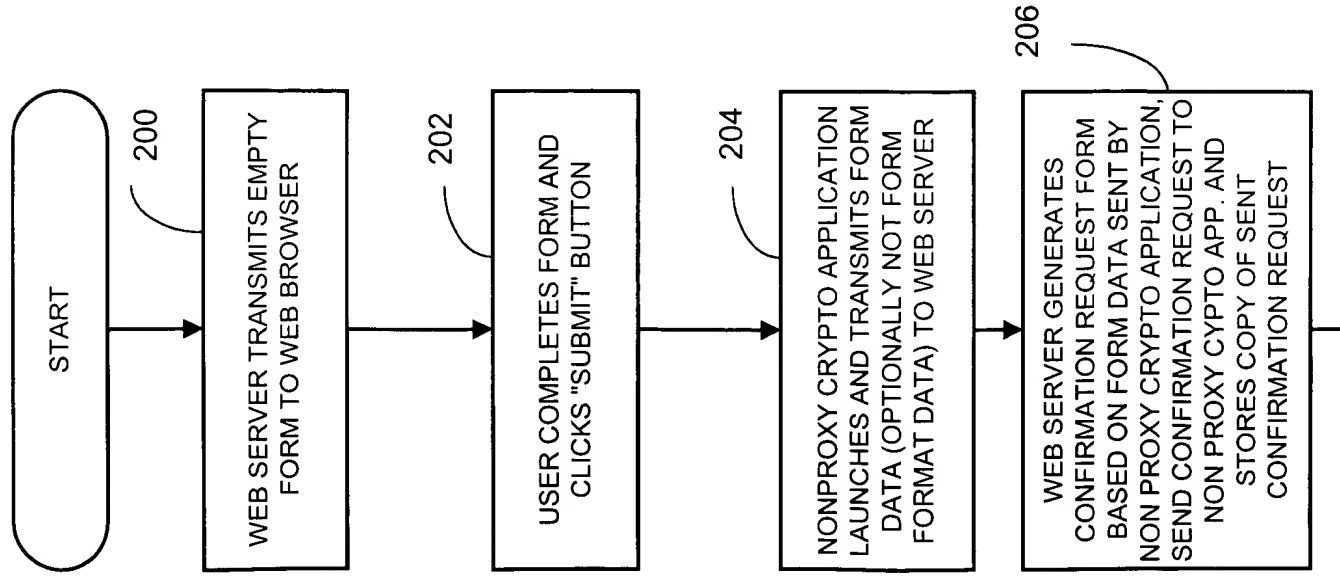 START
200
WEB SERVER TRANSMITS EMPTY
FORM TO WEB BROWSER
202
USER COMPLETES FORM AND
CLICKS "SUBMIT" BUTTON
204
NONPROXY CRYPTO APPLICATION
LAUNCHES AND TRANSMITS FORM
DATA (OPTIONALLY NOT FORM
FORMAT DATA) TO WEB SERVER
206
WEB SERVER GENERATES
CONFIRMATION REQUEST FORM
BASED ON FORM DATA SENT BY
NON PROXY CRYPTO APPLICATION,
SEND CONFIRMATION REQUEST TO
NON PROXY CYPTO APP. AND
STORES COPY OF SENT
CONFIRMATION REQUEST